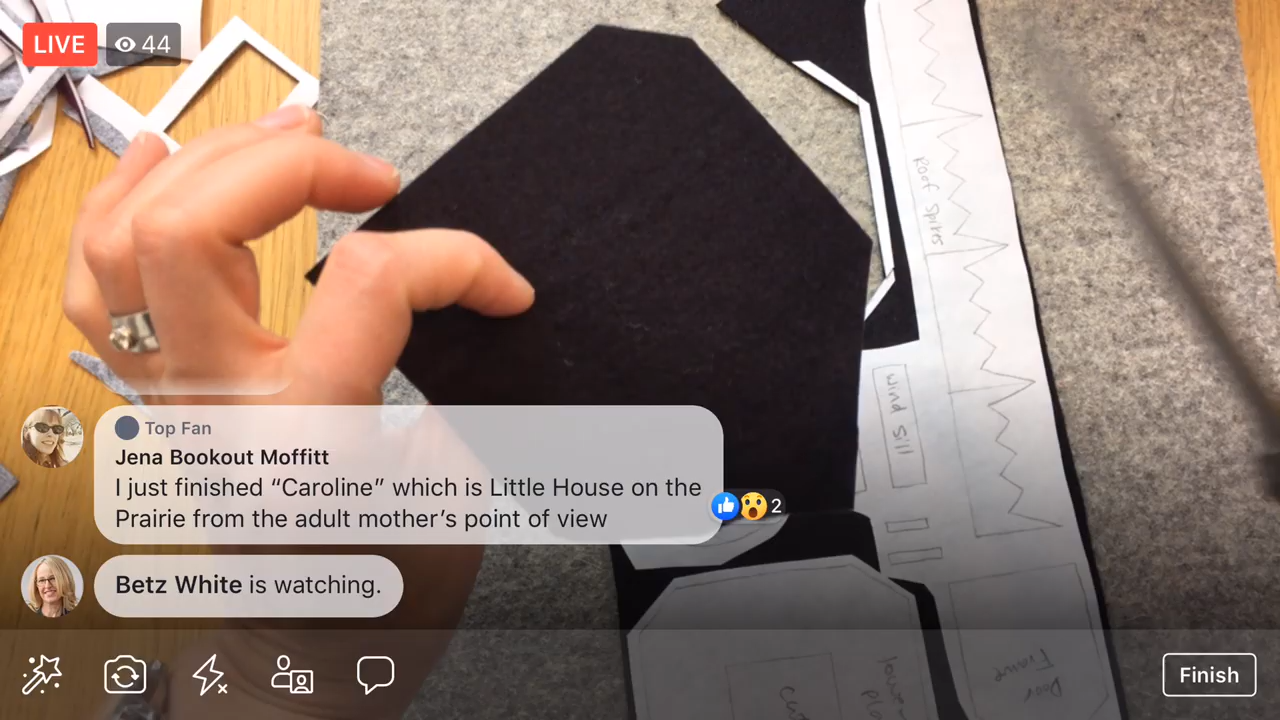 LIVE
44
Roof Spikes
Wind Sill
Top Fan
Jena Bookout Moffitt
I just finished “Caroline” which is Little House on the
Prairie from the adult mother’s point of view
2
Betz White is watching.
Door
Frame
Finish